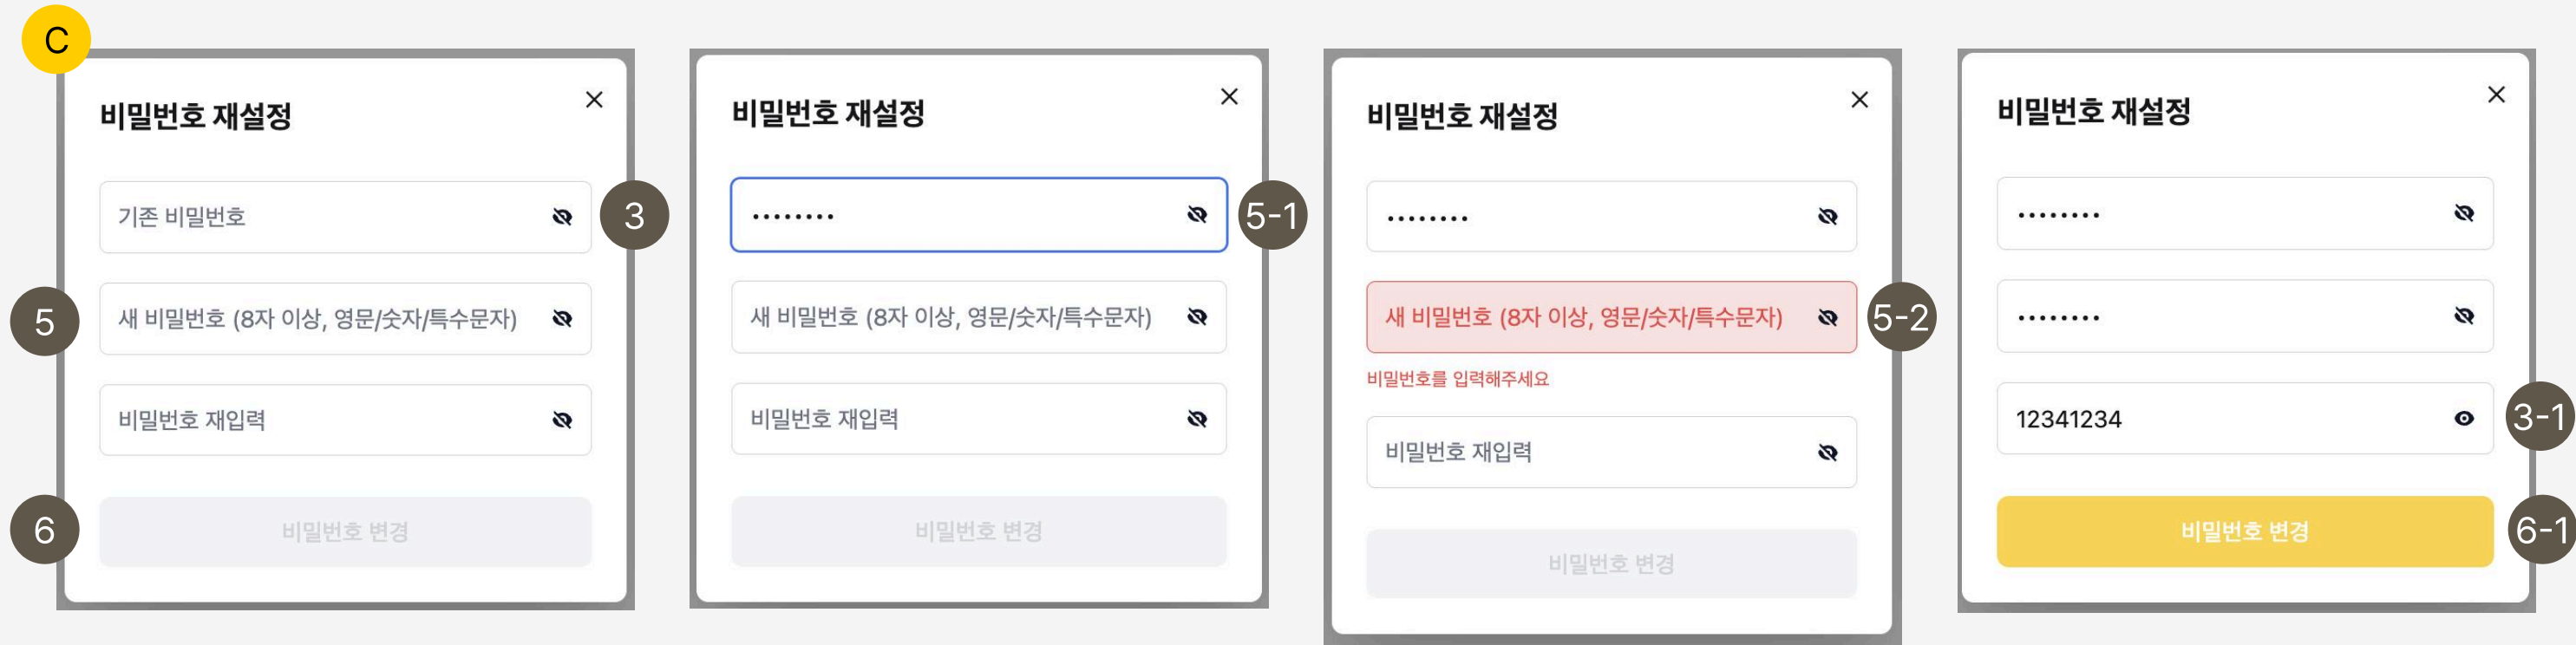 C
비밀번호 재설정
기존 비밀번호
3
5
새 비밀번호 (8자 이상, 영문/숫자/특수문자)
비밀번호 재입력
6
비밀번호 변경
비밀번호 재설정
••••••••
5-1
새 비밀번호 (8자 이상, 영문/숫자/특수문자)
비밀번호 재입력
비밀번호 변경
비밀번호 재설정
••••••••
새 비밀번호 (8자 이상, 영문/숫자/특수문자)
5-2
비밀번호를 입력해주세요
비밀번호 재입력
비밀번호 변경
비밀번호 재설정
••••••••
••••••••
12341234
3-1
비밀번호 변경
6-1